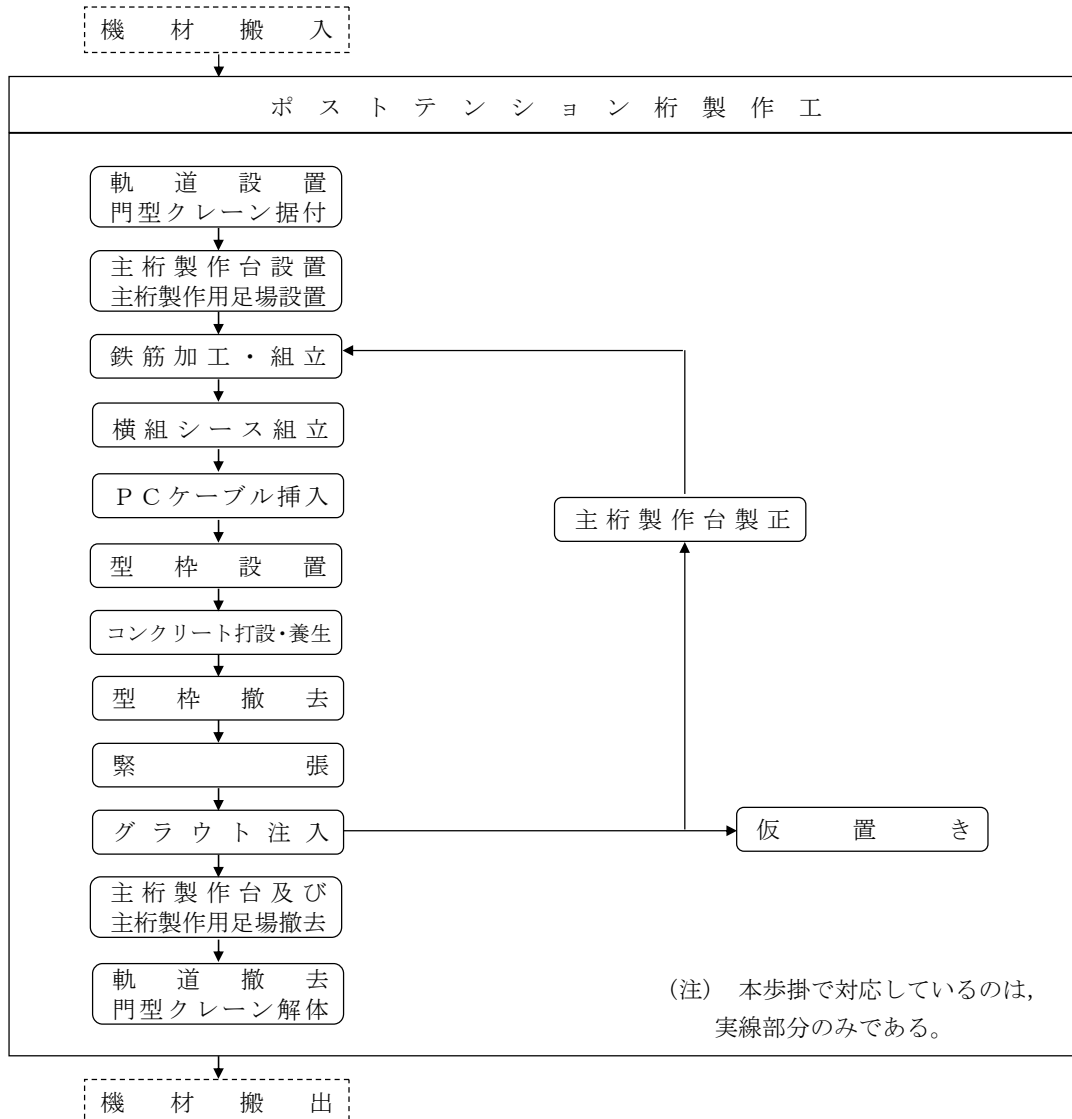 機材搬入
ポストテンション桁製作工
軌道設置
門型クレーン据付
主桁製作台設置
主桁製作用足場設置
鉄筋加工・組立
横組シース組立
ＰＣケーブル挿入
型枠設置
コンクリート打設・養生
型枠撤去
緊張
グラウト注入
主桁製作台及び
主桁製作用足場撤去
軌道撤去
門型クレーン解体
主桁製作台製正
仮置き
（注）　本歩掛で対応しているのは，
実線部分のみである。
機材搬出